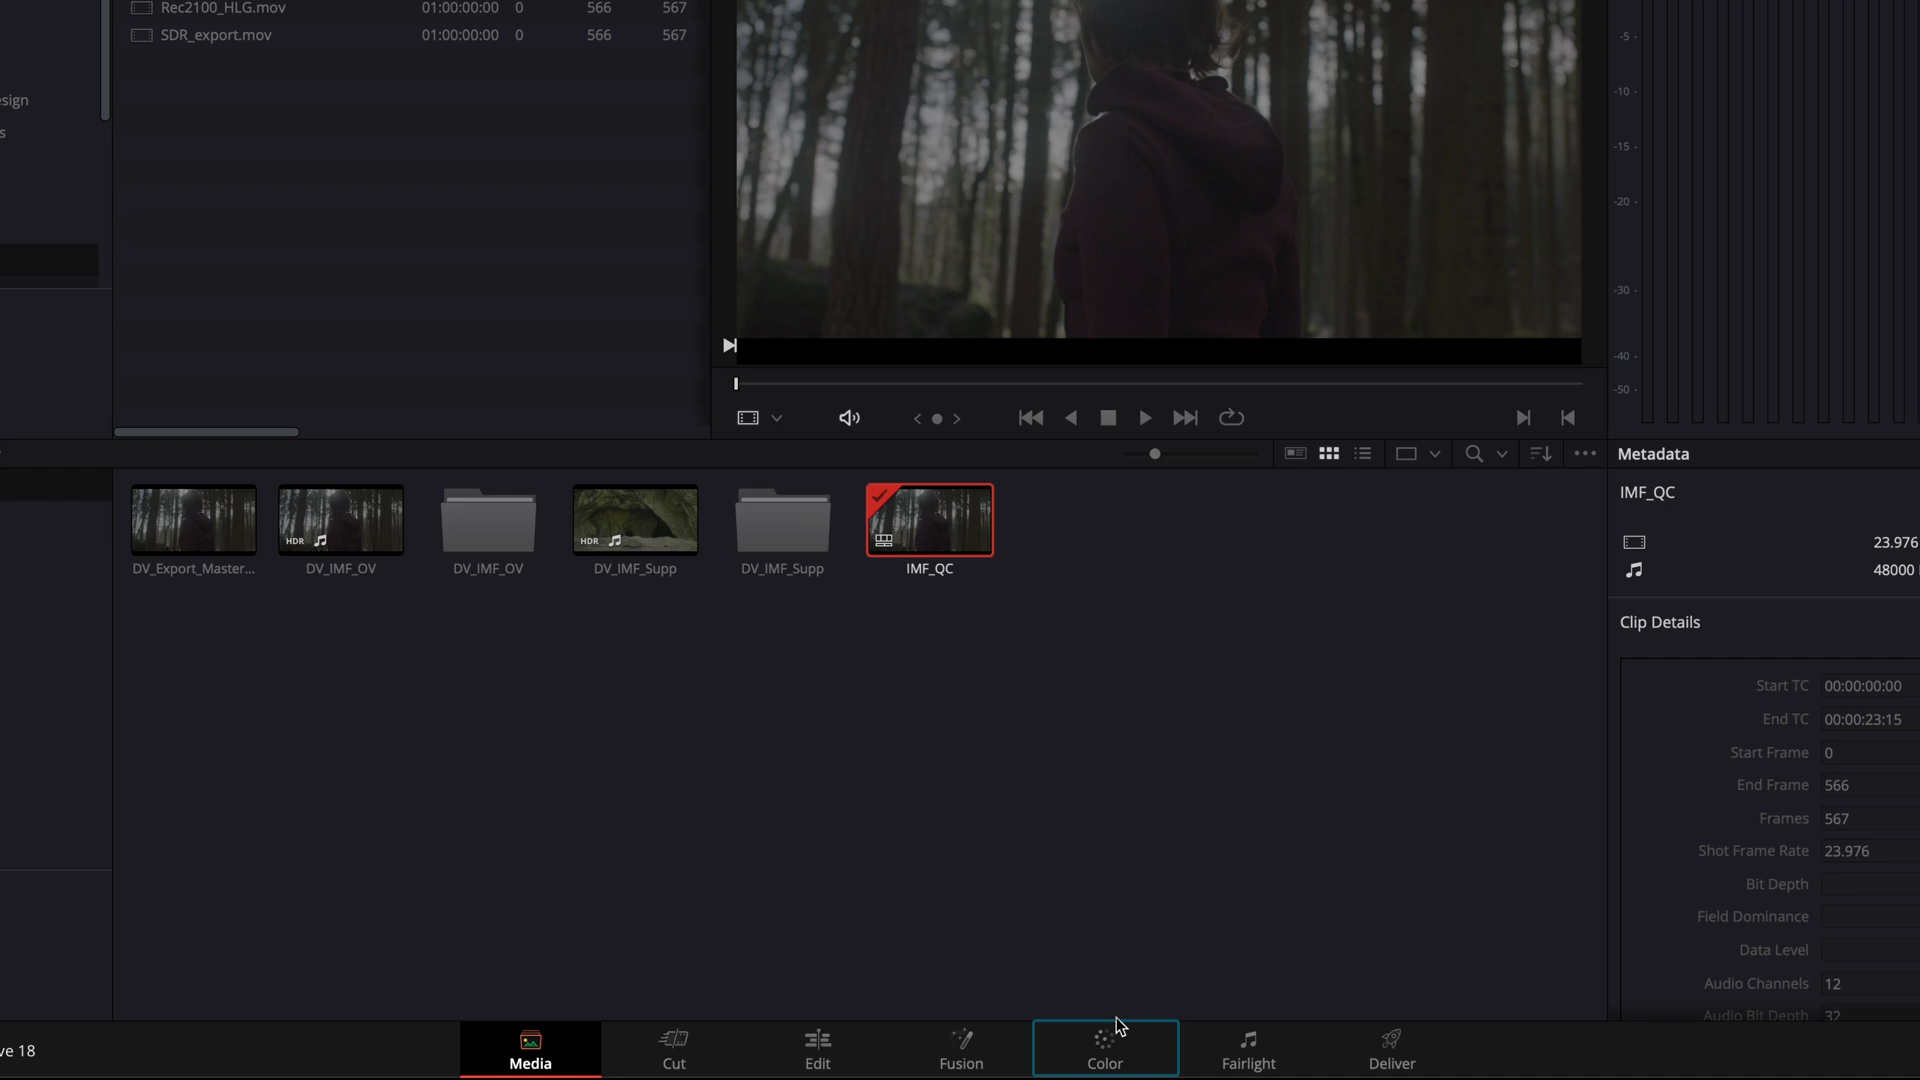 Rec2100_HLG.mov 01:00:00:00 0 566 567
SDR_export.mov 01:00:00:00 0 566 567
esign
s
-5 -
-10 -
-15 -
-20 -
-30 -
-40 -
-50 -
Metadata
IMF_QC
23.976
48000
Clip Details
HDR
HDR
DV_Export_Master...
DV_IMF_OV
DV_IMF_OV
DV_IMF_Supp
DV_IMF_Supp
IMF_QC
Start TC 00:00:00:00
End TC 00:00:23:15
Start Frame 0
End Frame 566
Frames 567
Shot Frame Rate 23.976
Bit Depth
Field Dominance
Data Level
Audio Channels 12
Audio Bit Depth 32
ve 18
Media
Cut
Edit
Fusion
Color
Fairlight
Deliver